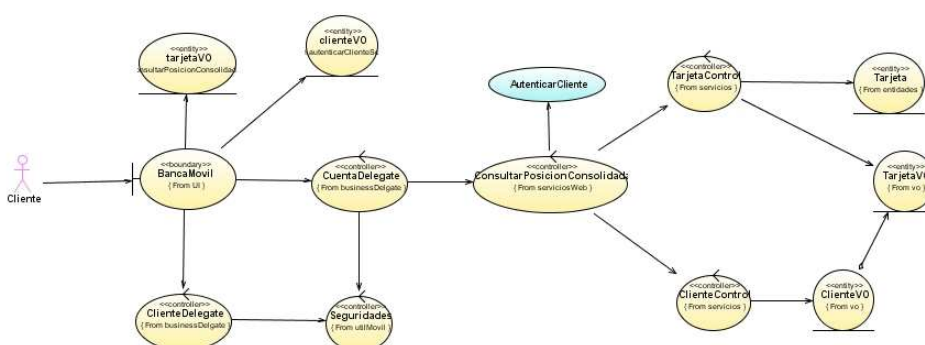 <<entity>>
tarjetaVO
onsultarPosicionConsolidad
<<entity>>
clienteVO
autenticarClienteSe
AutenticarCliente
<<controller>>
TarjetaControl
{ From servicios }
<<entity>>
Tarjeta
{ From entidades }
Cliente
<<boundary>>
BancaMovil
{ From UI }
<<controller>>
CuentaDelegate
{ From businessDelgate }
<<controller>>
ConsultarPosicionConsolidada
{ From serviciosWeb }
<<entity>>
TarjetaVO
{ From vo }
<<controller>>
ClienteDelegate
{ From businessDelgate }
<<controller>>
Seguridades
{ From utilMovil }
<<controller>>
ClienteControl
{ From servicios }
<<entity>>
ClienteVO
{ From vo }